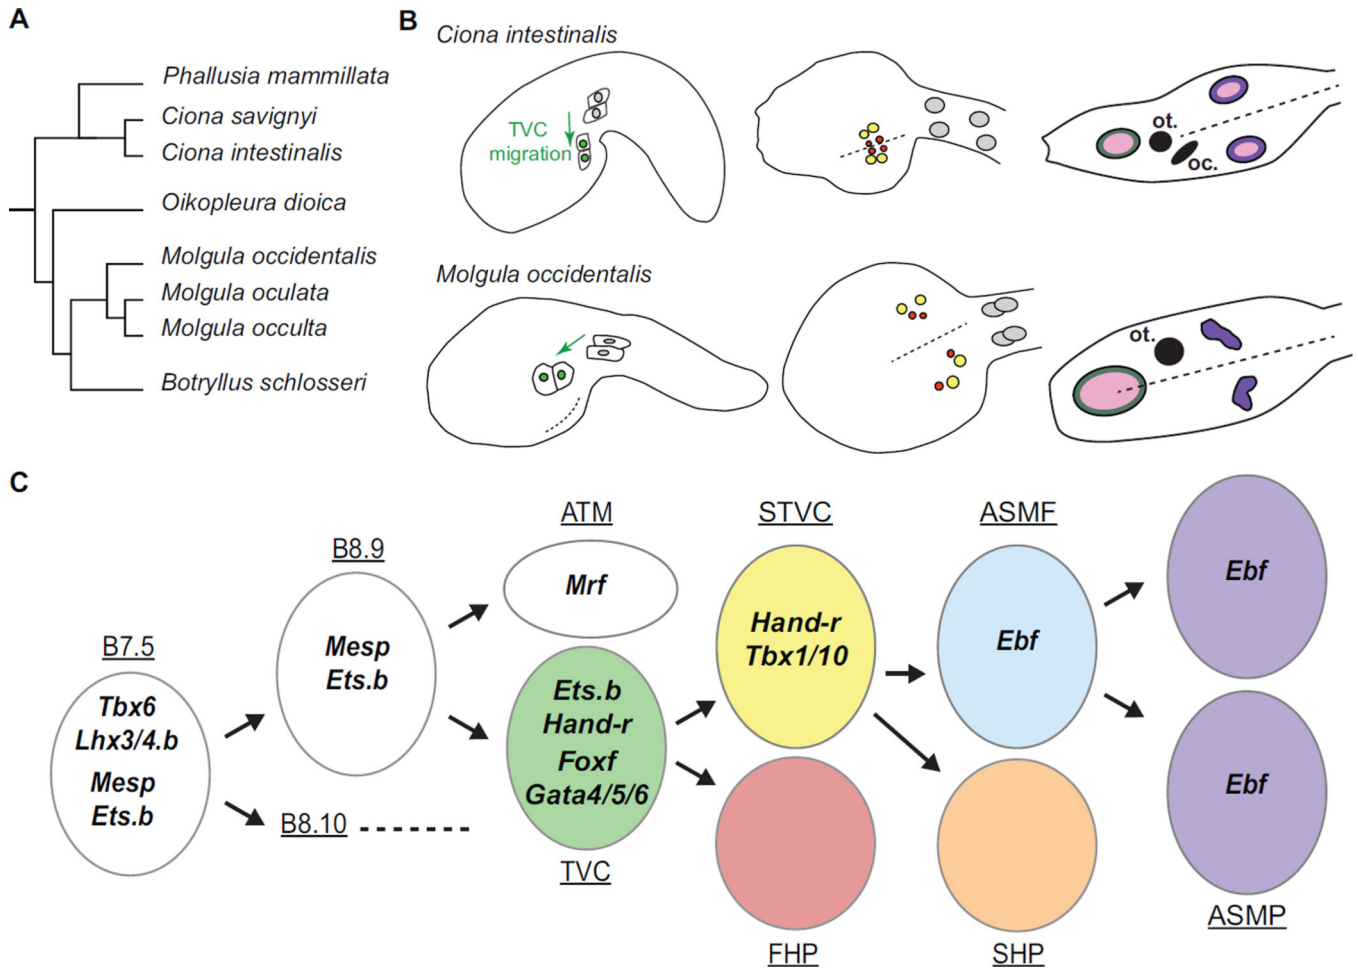 A
Phallusia mammillata
Ciona savignyi
Ciona intestinalis
Oikopleura dioica
Molgula occidentalis
Molgula oculata
Molgula occulta
Botryllus schlosseri
B
Ciona intestinalis
TVC
migration
ot.
oc.
Molgula occidentalis
ot.
C
B7.5
Tbx6
Lhx3/4.b
Mesp
Ets.b
B8.9
Mesp
Ets.b
B8.10
ATM
Mrf
Ets.b
Hand-r
Foxf
Gata4/5/6
TVC
STVC
Hand-r
Tbx1/10
FHP
ASMF
Ebf
SHP
Ebf
Ebf
ASMP